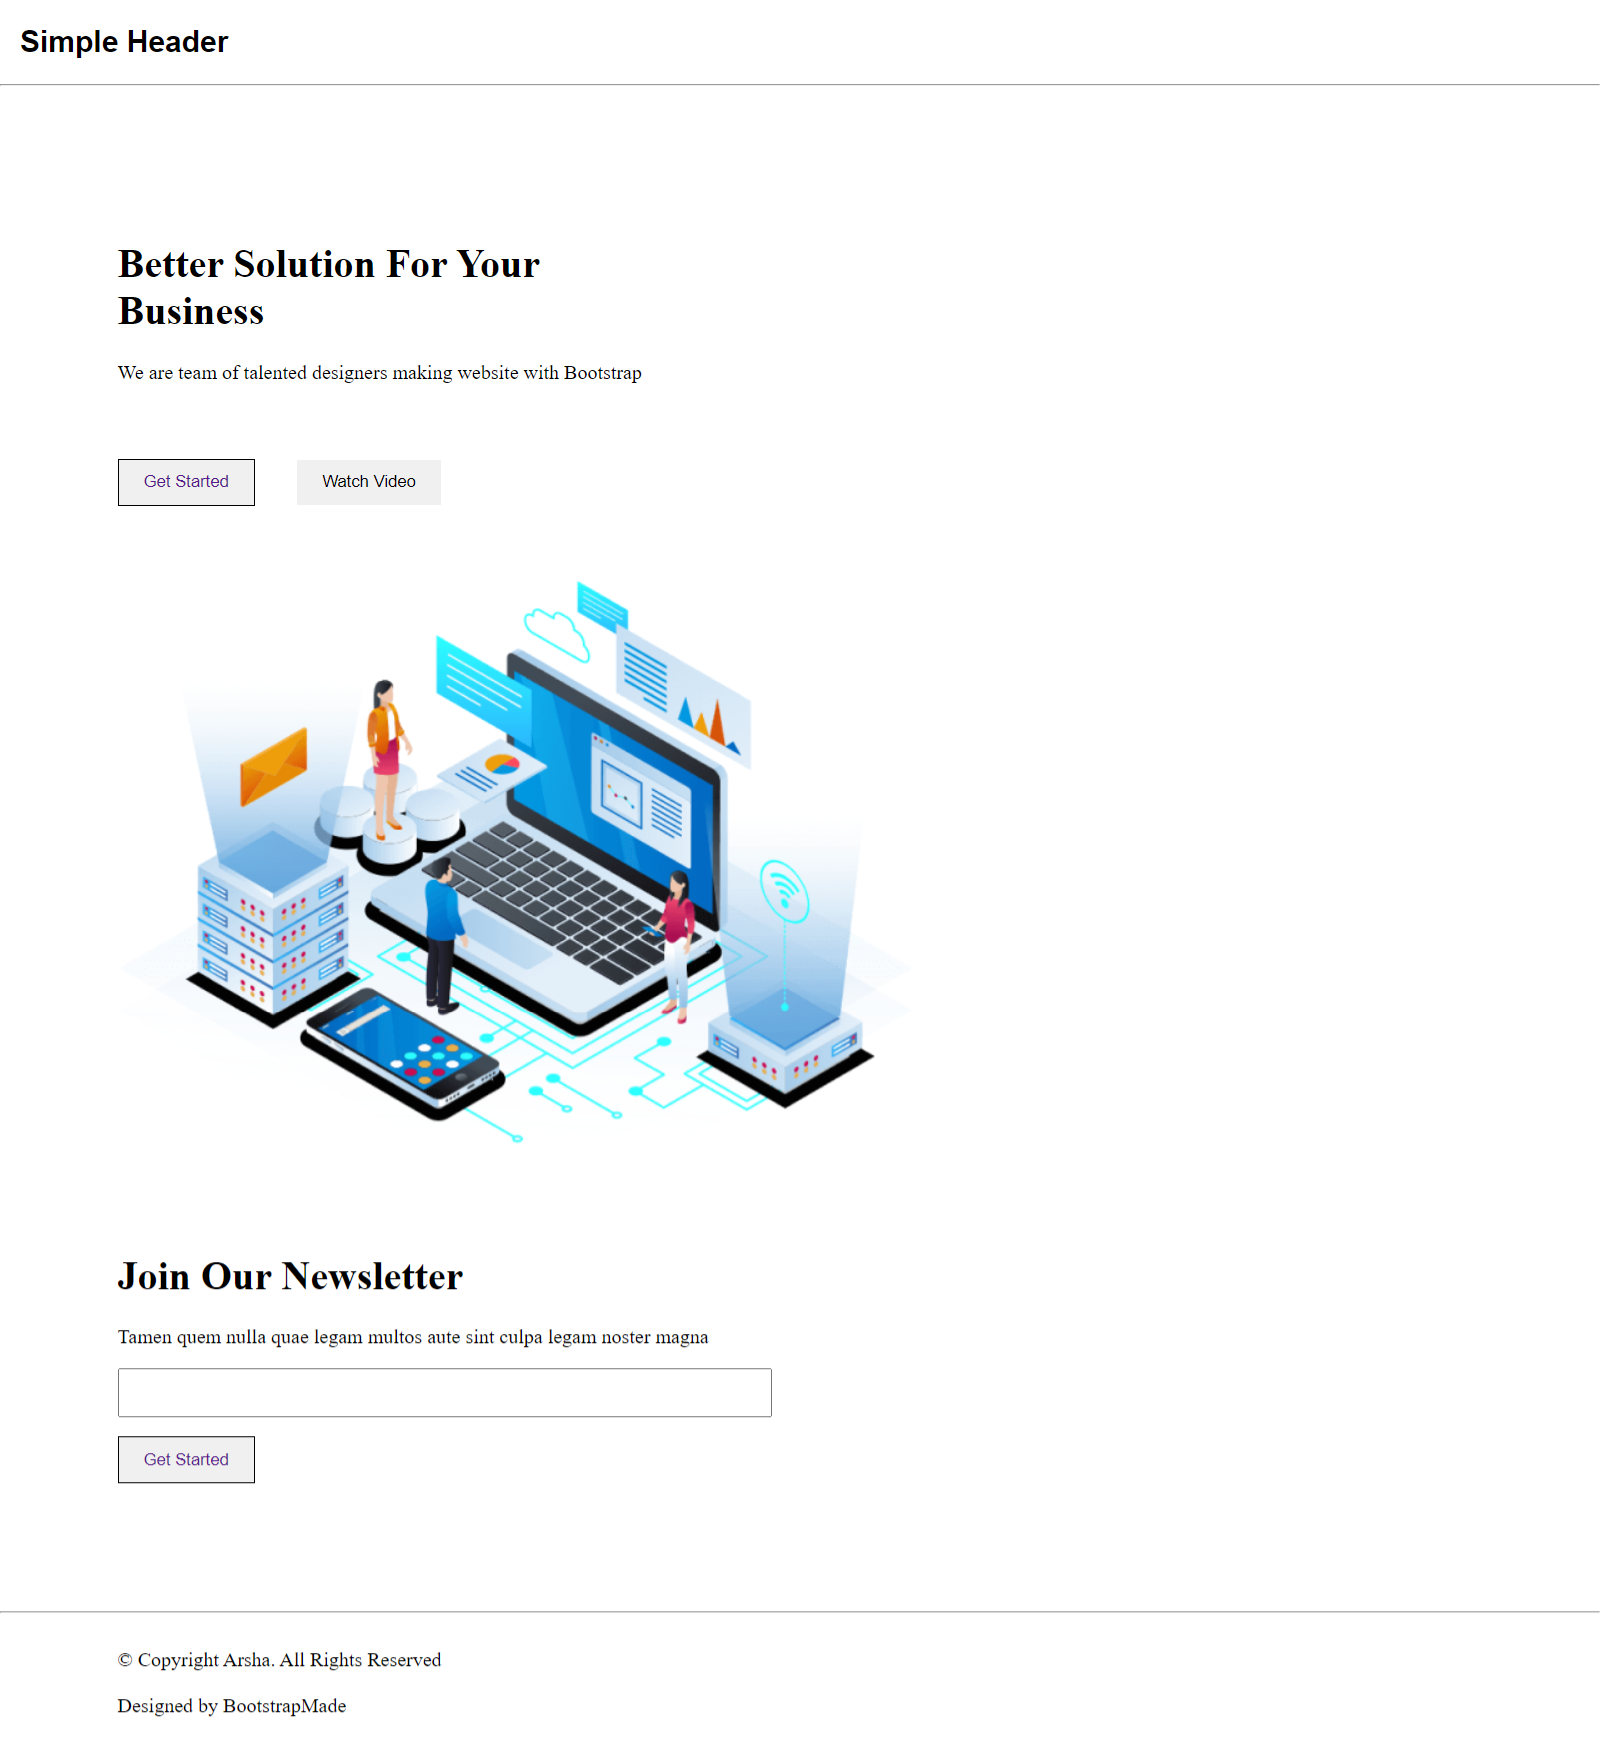 Simple Header
Better Solution For Your
Business
We are team of talented designers making website with Bootstrap
Get Started
Watch Video
Join Our Newsletter
Tamen quem nulla quae legam multos aute sint culpa legam noster magna
Get Started
© Copyright Arsha. All Rights Reserved
Designed by BootstrapMade